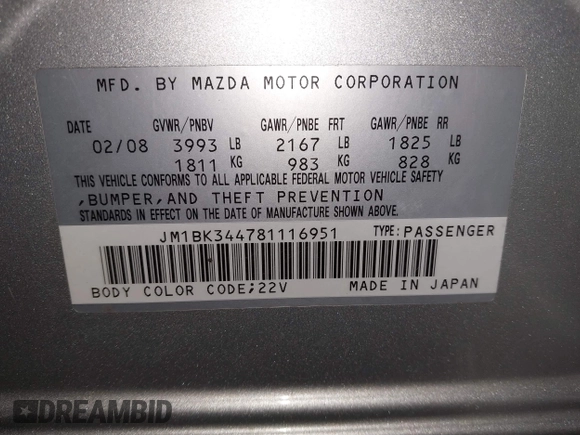 MFD. BY MAZDA MOTOR CORPORATION
DATE GVWR/PNBV GAWR/PNBE FRT GAWR/PNBE RR
02/08 3993 LB 2167 LB 1825 LB
1811 KG 983 KG 828 KG
THIS VEHICLE CONFORMS TO ALL APPLICABLE FEDERAL MOTOR VEHICLE SAFETY
,BUMPER,AND THEFT PREVENTION
STANDARDS IN EFFECT ON THE DATE OF MANUFACTURE SHOWN ABOVE.
JM1BK344781116951 TYPE:PASSENGER
BODY COLOR CODE;22V MADE IN JAPAN
DREAMBID